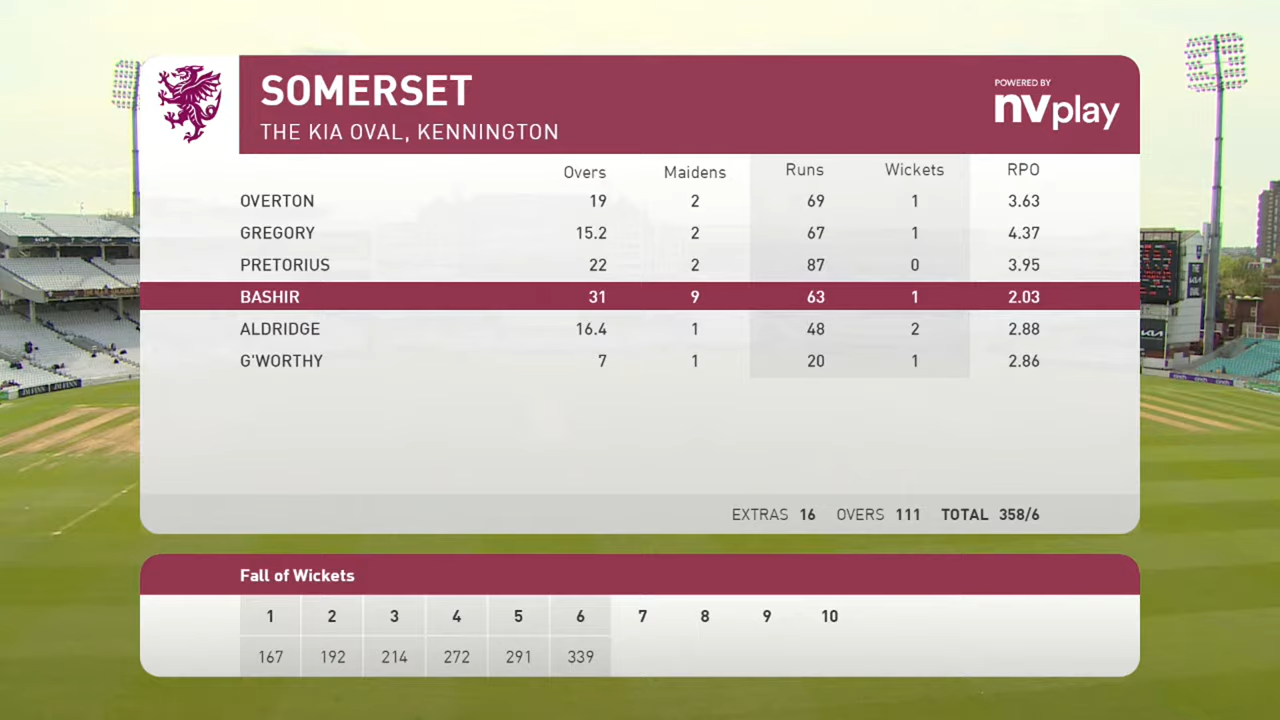 SOMERSET
THE KIA OVAL, KENNINGTON
POWERED BY
nvplay
Overs Maidens Runs Wickets RPO
OVERTON 19 2 69 1 3.63
GREGORY 15.2 2 67 1 4.37
PRETORIUS 22 2 87 0 3.95
BASHIR 31 9 63 1 2.03
ALDRIDGE 16.4 1 48 2 2.88
G'WORTHY 7 1 20 1 2.86
EXTRAS 16 OVERS 111 TOTAL 358/6
Fall of Wickets
1 2 3 4 5 6 7 8 9 10
167 192 214 272 291 339